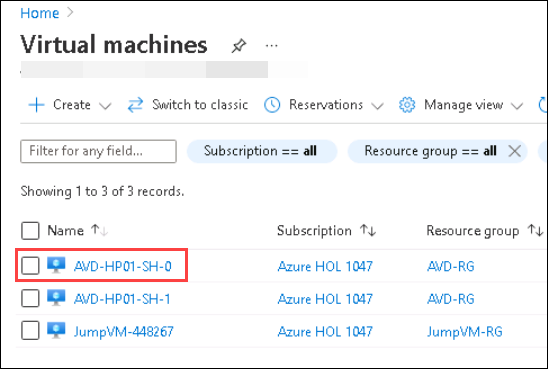 Home
Virtual machines
Create Switch to classic Reservations Manage view
Filter for any field... Subscription == all Resource group == all
Showing 1 to 3 of 3 records.
Name Subscription Resource group
AVD-HP01-SH-0 Azure HOL 1047 AVD-RG
AVD-HP01-SH-1 Azure HOL 1047 AVD-RG
JumpVM-448267 Azure HOL 1047 JumpVM-RG